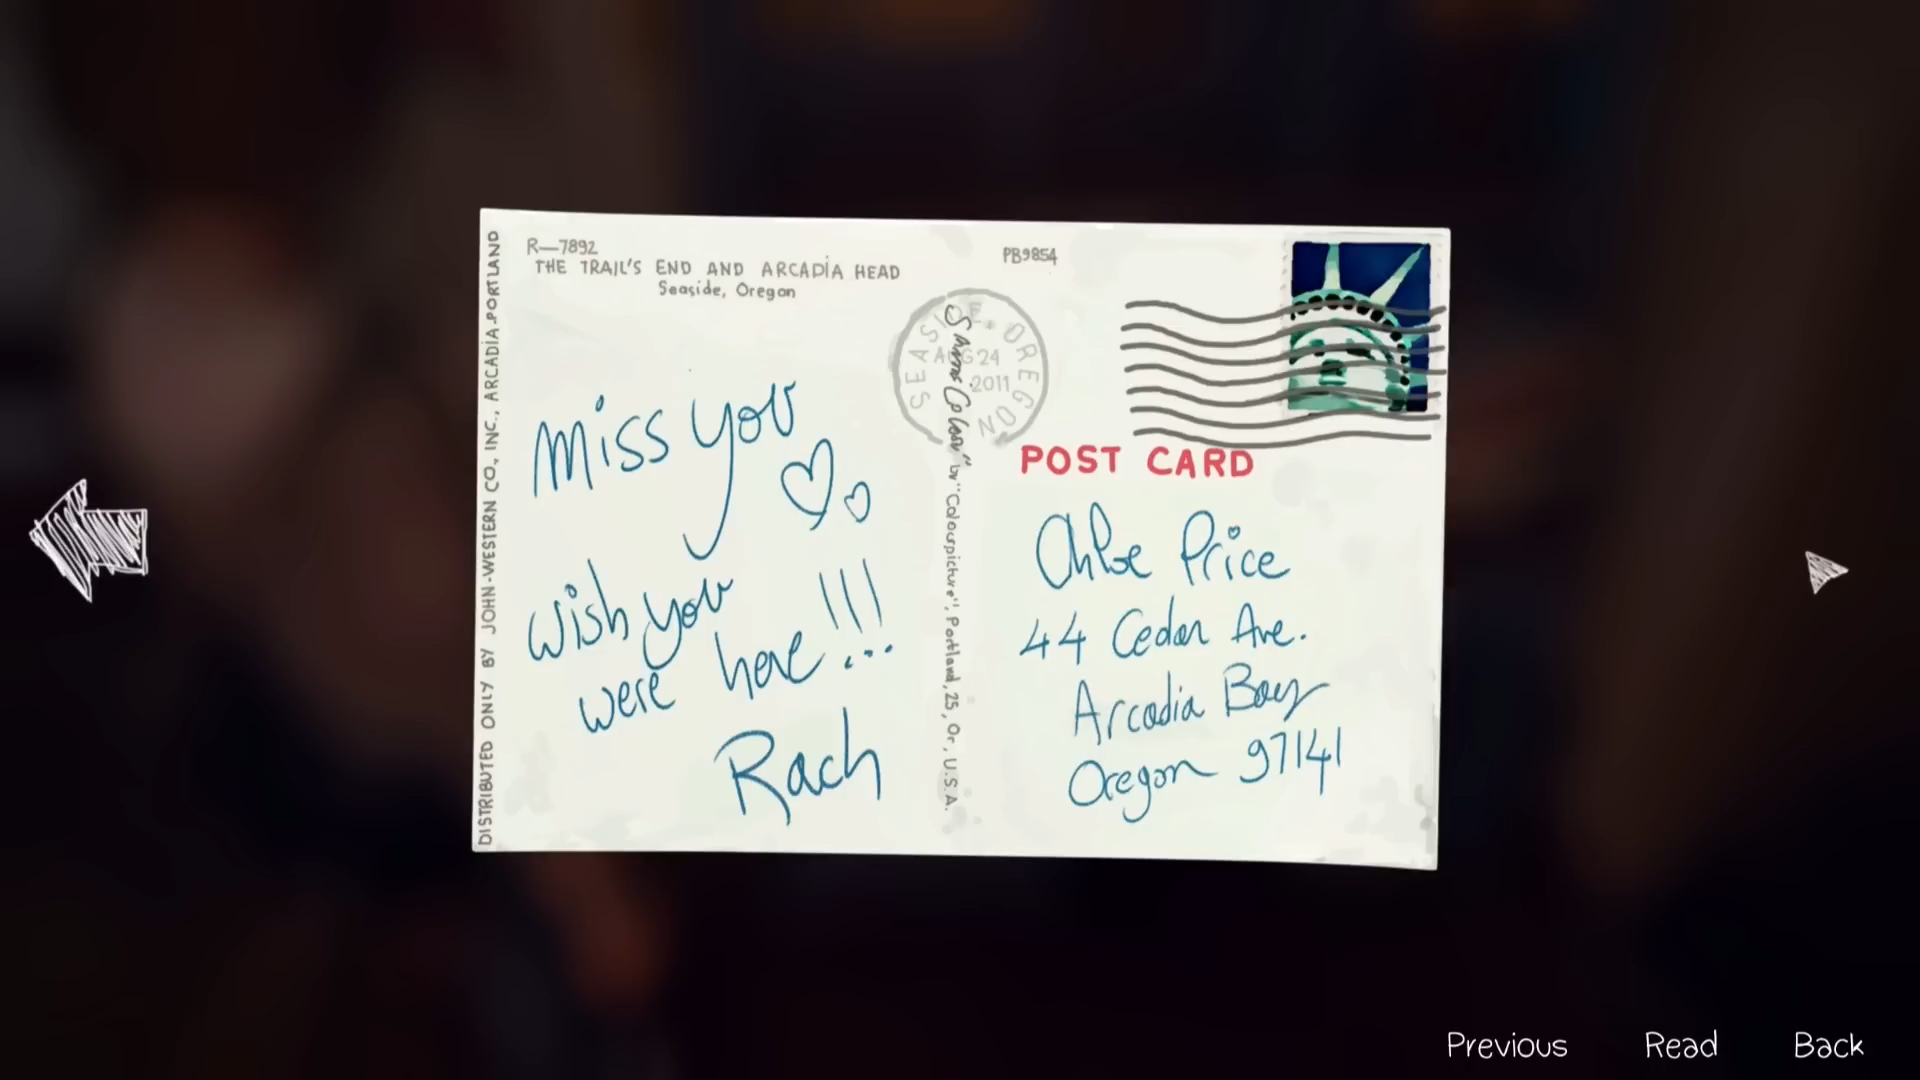 R—7892
THE TRAIL'S END AND ARCADIA HEAD
Seaside, Oregon
PB9854
DISTRIBUTED ONLY BY JOHN-WESTERN CO., INC., ARCADIA-PORTLAND
SEASIDE, OREGON
AUG 24
2011
by "Colourpicture", Portland, 25, Or, U.S.A.
POST CARD
Miss you
wish you
were here!!!
Rach
Chloe Price
44 Cedar Ave.
Arcadia Bay
Oregon 97141
Previous Read Back